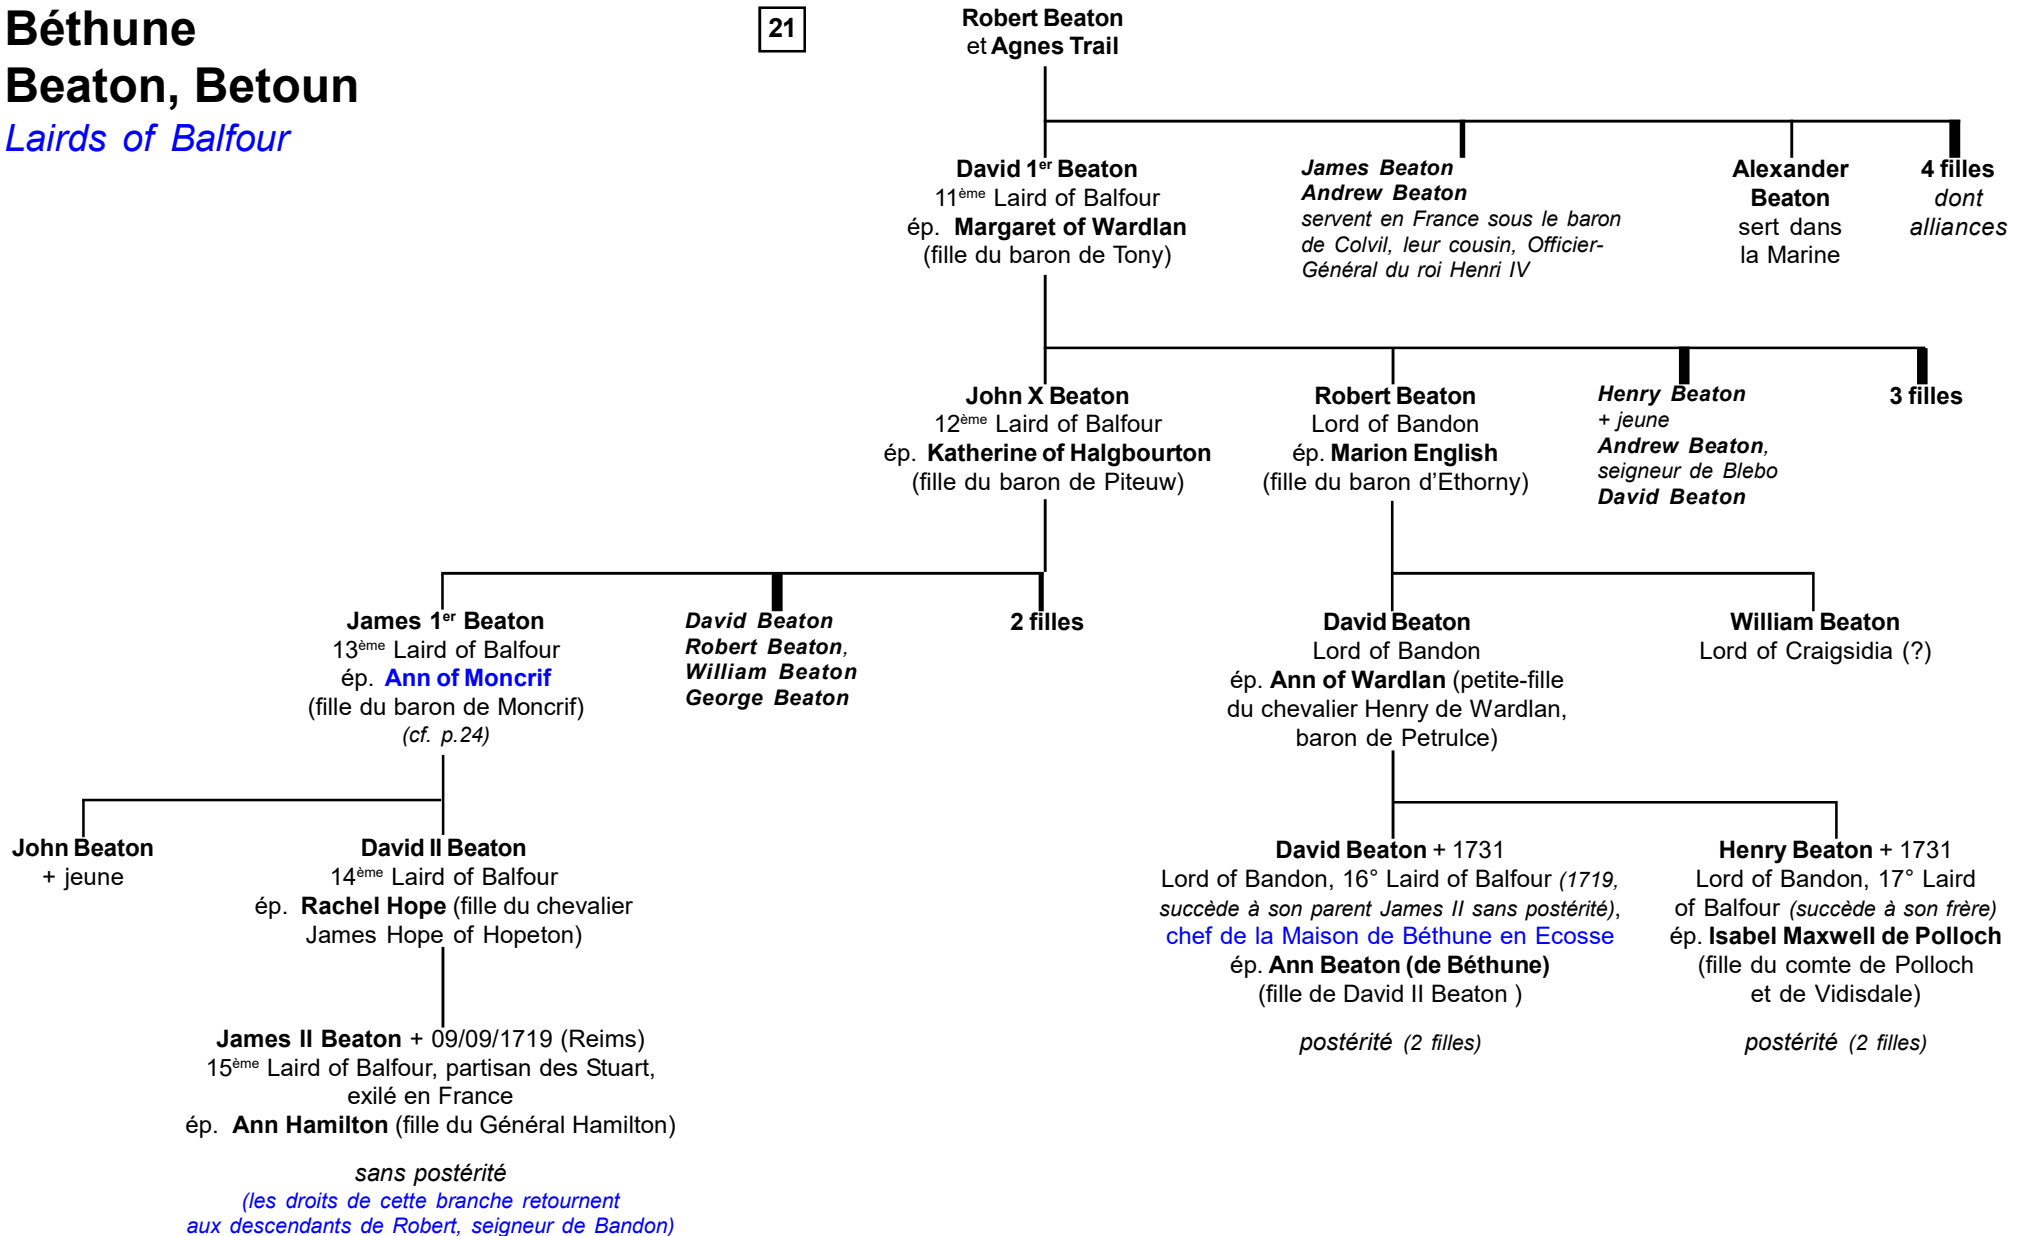 Béthune
Beaton, Betoun
Lairds of Balfour
21
Robert Beaton
et Agnes Trail
David 1er Beaton
11ème Laird of Balfour
ép. Margaret of Wardlan
(fille du baron de Tony)
James Beaton
Andrew Beaton
servent en France sous le baron
de Colvil, leur cousin, Officier-
Général du roi Henri IV
Alexander
Beaton
sert dans
la Marine
4 filles
dont
alliances
John X Beaton
12ème Laird of Balfour
ép. Katherine of Halgbourton
(fille du baron de Piteuw)
Robert Beaton
Lord of Bandon
ép. Marion English
(fille du baron d'Ethorny)
Henry Beaton
+ jeune
Andrew Beaton,
seigneur de Blebo
David Beaton
3 filles
James 1er Beaton
13ème Laird of Balfour
ép. Ann of Moncrif
(fille du baron de Moncrif)
(cf. p.24)
David Beaton
Robert Beaton,
William Beaton
George Beaton
2 filles
David Beaton
Lord of Bandon
ép. Ann of Wardlan (petite-fille
du chevalier Henry de Wardlan,
baron de Petrulce)
William Beaton
Lord of Craigsidia (?)
John Beaton
+ jeune
David II Beaton
14ème Laird of Balfour
ép. Rachel Hope (fille du chevalier
James Hope of Hopeton)
David Beaton + 1731
Lord of Bandon, 16° Laird of Balfour (1719,
succède à son parent James II sans postérité),
chef de la Maison de Béthune en Ecosse
ép. Ann Beaton (de Béthune)
(fille de David II Beaton )
postérité (2 filles)
Henry Beaton + 1731
Lord of Bandon, 17° Laird
of Balfour (succède à son frère)
ép. Isabel Maxwell de Polloch
(fille du comte de Polloch
et de Vidisdale)
postérité (2 filles)
James II Beaton + 09/09/1719 (Reims)
15ème Laird of Balfour, partisan des Stuart,
exilé en France
ép. Ann Hamilton (fille du Général Hamilton)
sans postérité
(les droits de cette branche retournent
aux descendants de Robert, seigneur de Bandon)